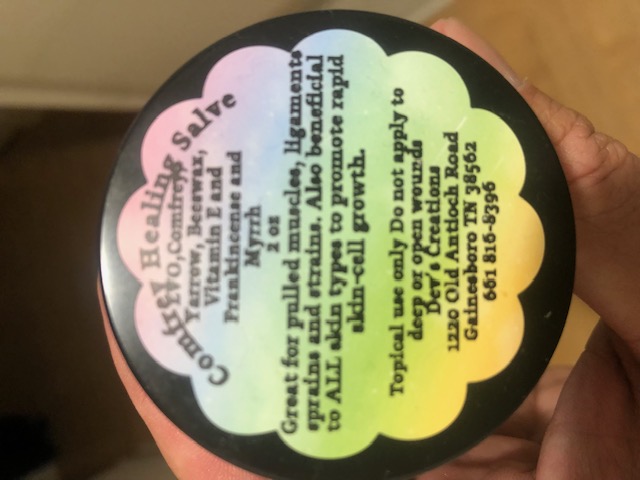 Comfrey Healing Salve
EVO,Comfrey,
Yarrow, Beeswax,
Vitamin E and
Frankincense and
Myrrh
2 oz
Great for pulled muscles, ligaments
sprains and strains. Also beneficial
to ALL skin types to promote rapid
skin-cell growth.
Topical use only Do not apply to
deep or open wounds
Dev's Creations
1220 Old Antioch Road
Gainesboro TN 38562
661 816-8396